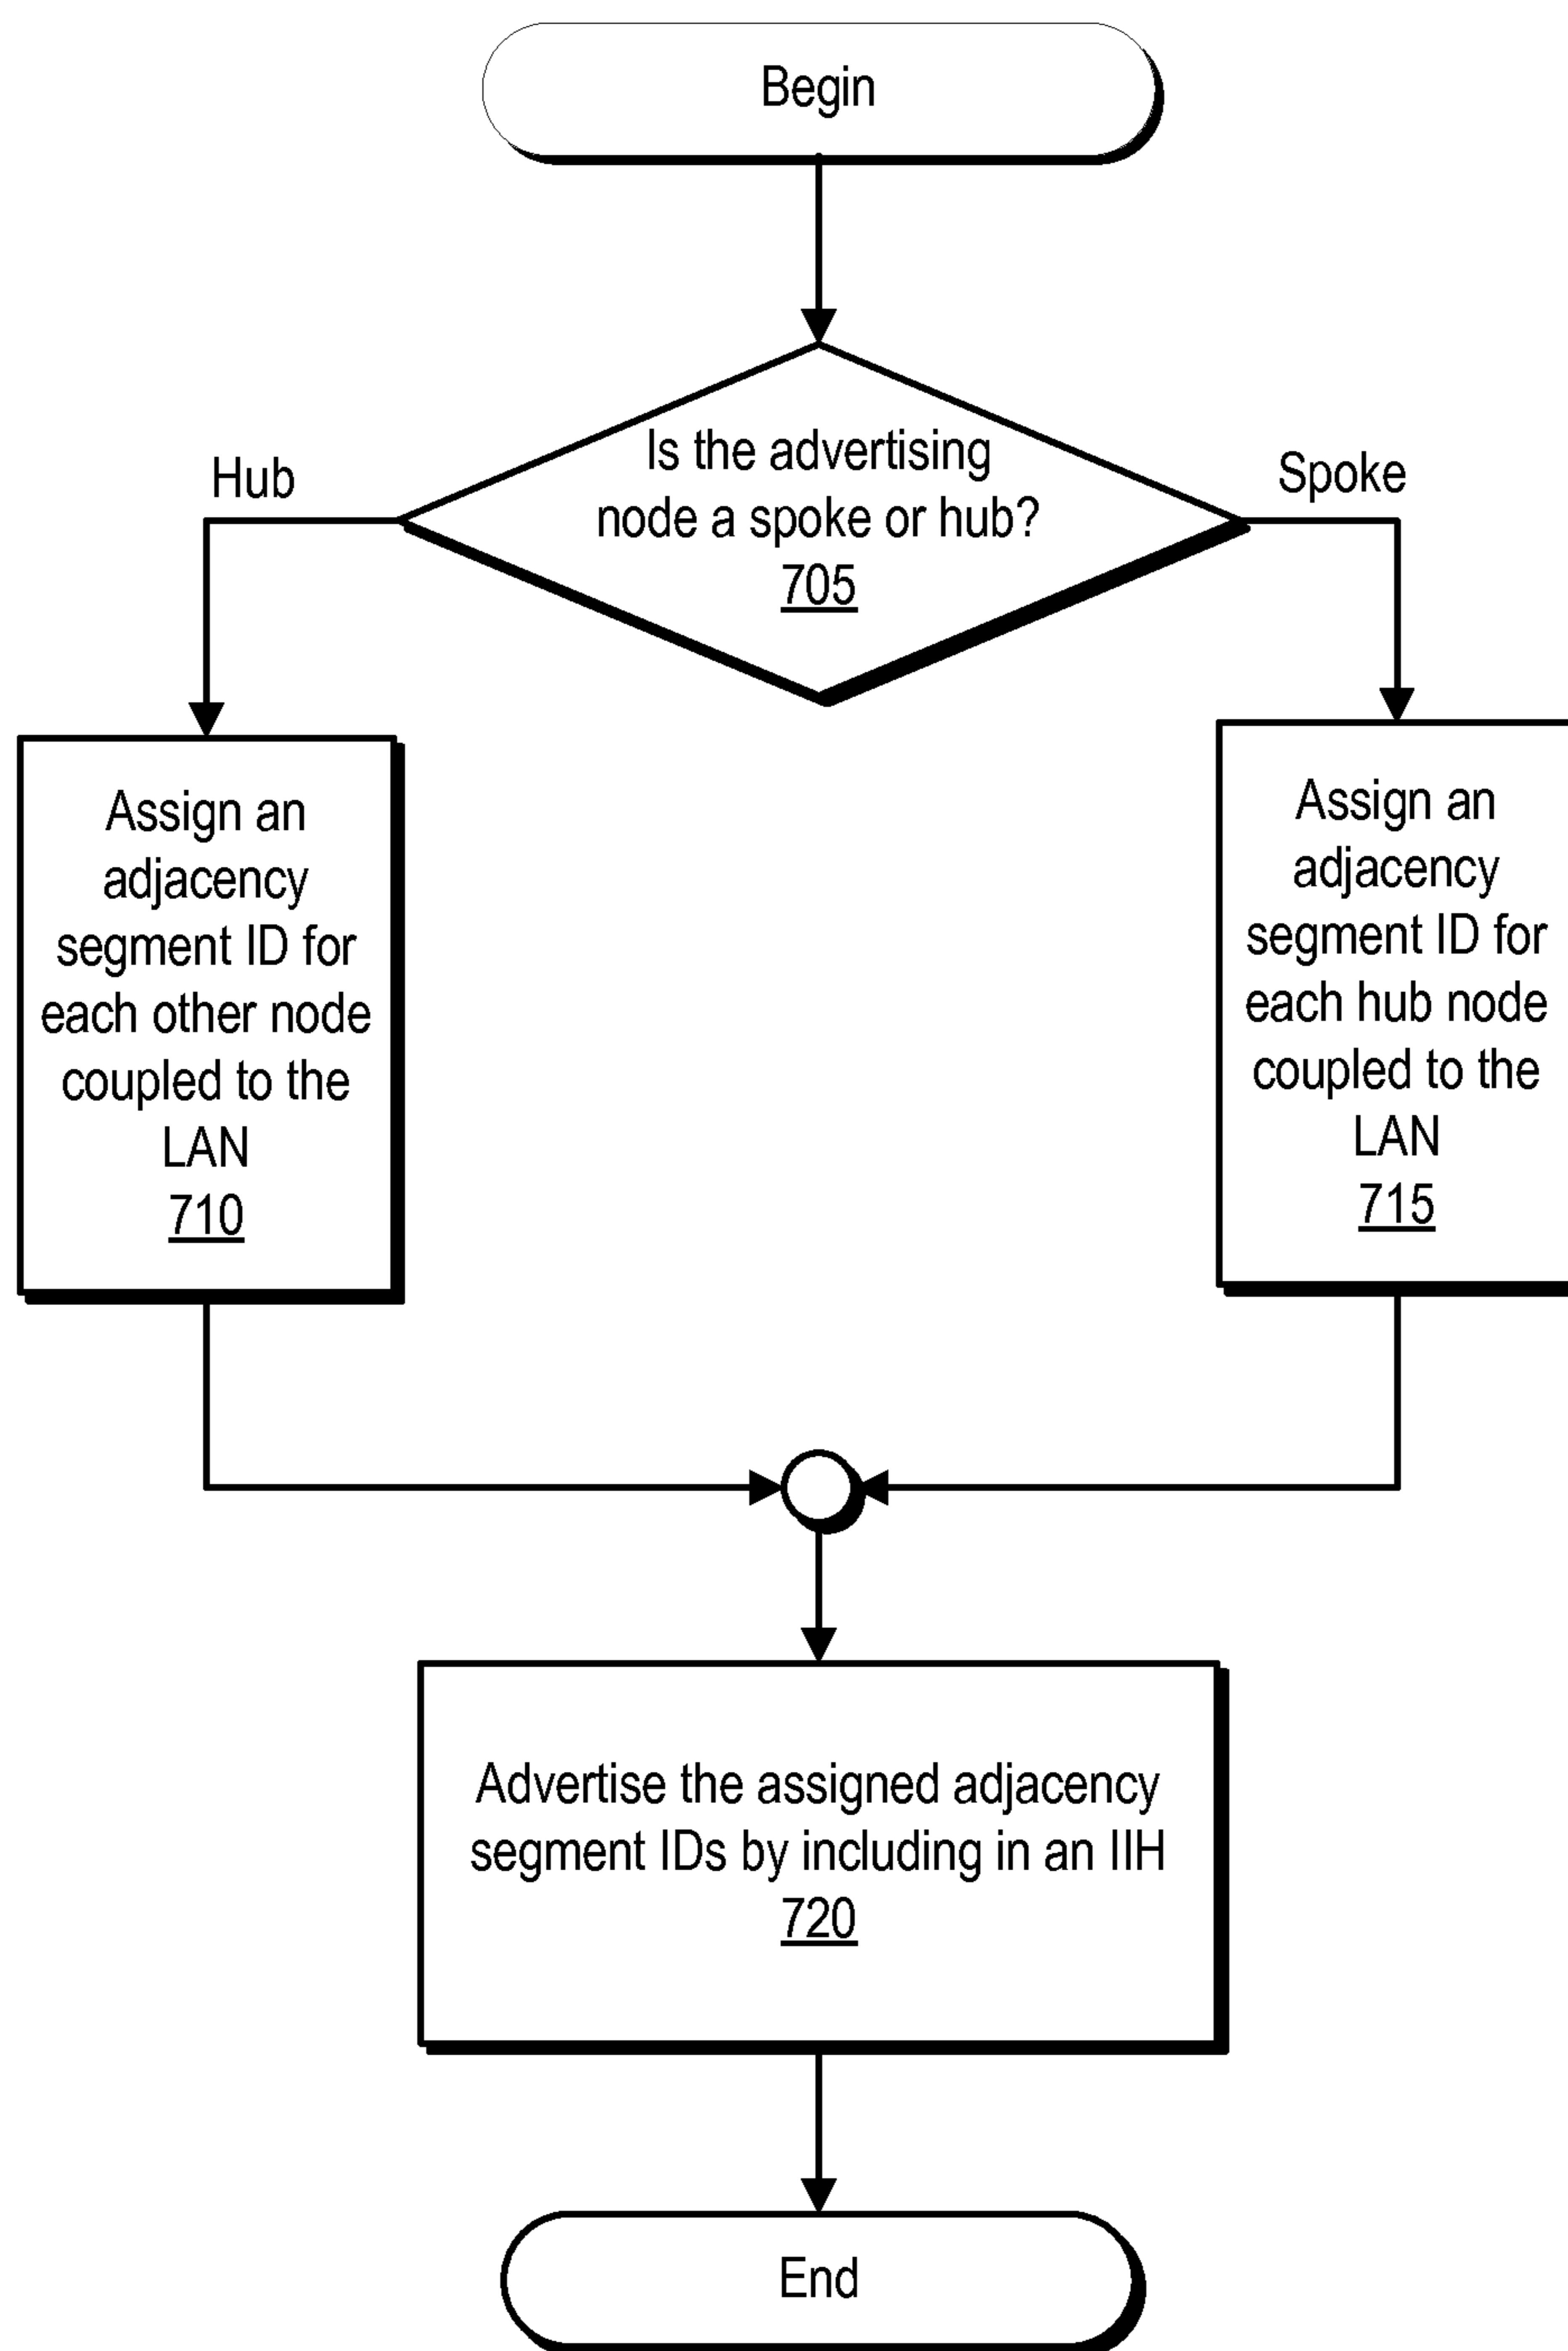 Begin
Is the advertising
node a spoke or hub?
705
Hub
Spoke
Assign an
adjacency
segment ID for
each other node
coupled to the
LAN
710
Assign an
adjacency
segment ID for
each hub node
coupled to the
LAN
715
Advertise the assigned adjacency
segment IDs by including in an IIH
720
End